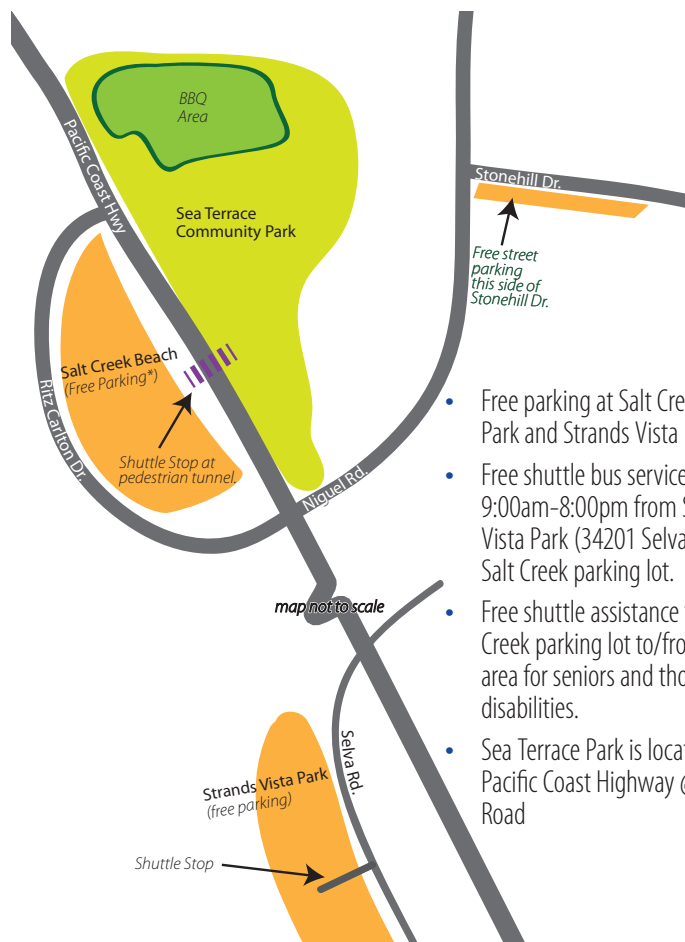 BBQ
Area
Pacific Coast Hwy
Stonehill Dr.
Sea Terrace
Community Park
Free street
parking
this side of
Stonehill Dr.
Salt Creek Beach
(Free Parking*)
Ritz Carlton Dr.
Shuttle Stop at
pedestrian tunnel.
Niguel Rd.
map not to scale
Selva Rd.
Strands Vista Park
(free parking)
Shuttle Stop
• Free parking at Salt Cre
Park and Strands Vista
• Free shuttle bus service
9:00am-8:00pm from S
Vista Park (34201 Selva
Salt Creek parking lot.
• Free shuttle assistance
Creek parking lot to/fro
area for seniors and tho
disabilities.
• Sea Terrace Park is loca
Pacific Coast Highway @
Road